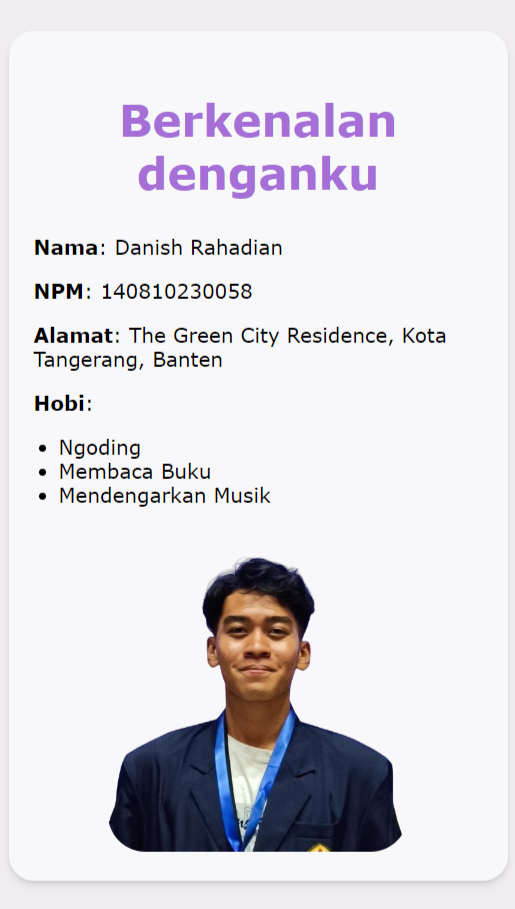 Berkenalan
denganku
Nama: Danish Rahadian
NPM: 140810230058
Alamat: The Green City Residence, Kota
Tangerang, Banten
Hobi:
• Ngoding
• Membaca Buku
• Mendengarkan Musik